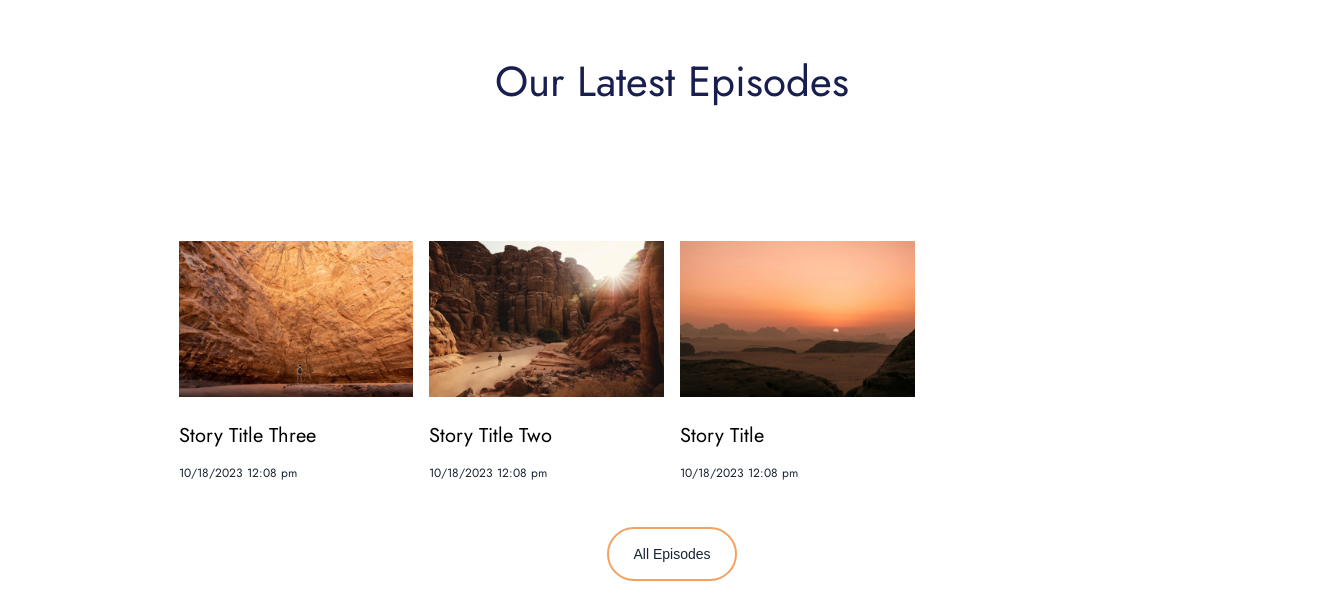 Our Latest Episodes
Story Title Three
10/18/2023 12:08 pm
Story Title Two
10/18/2023 12:08 pm
Story Title
10/18/2023 12:08 pm
All Episodes